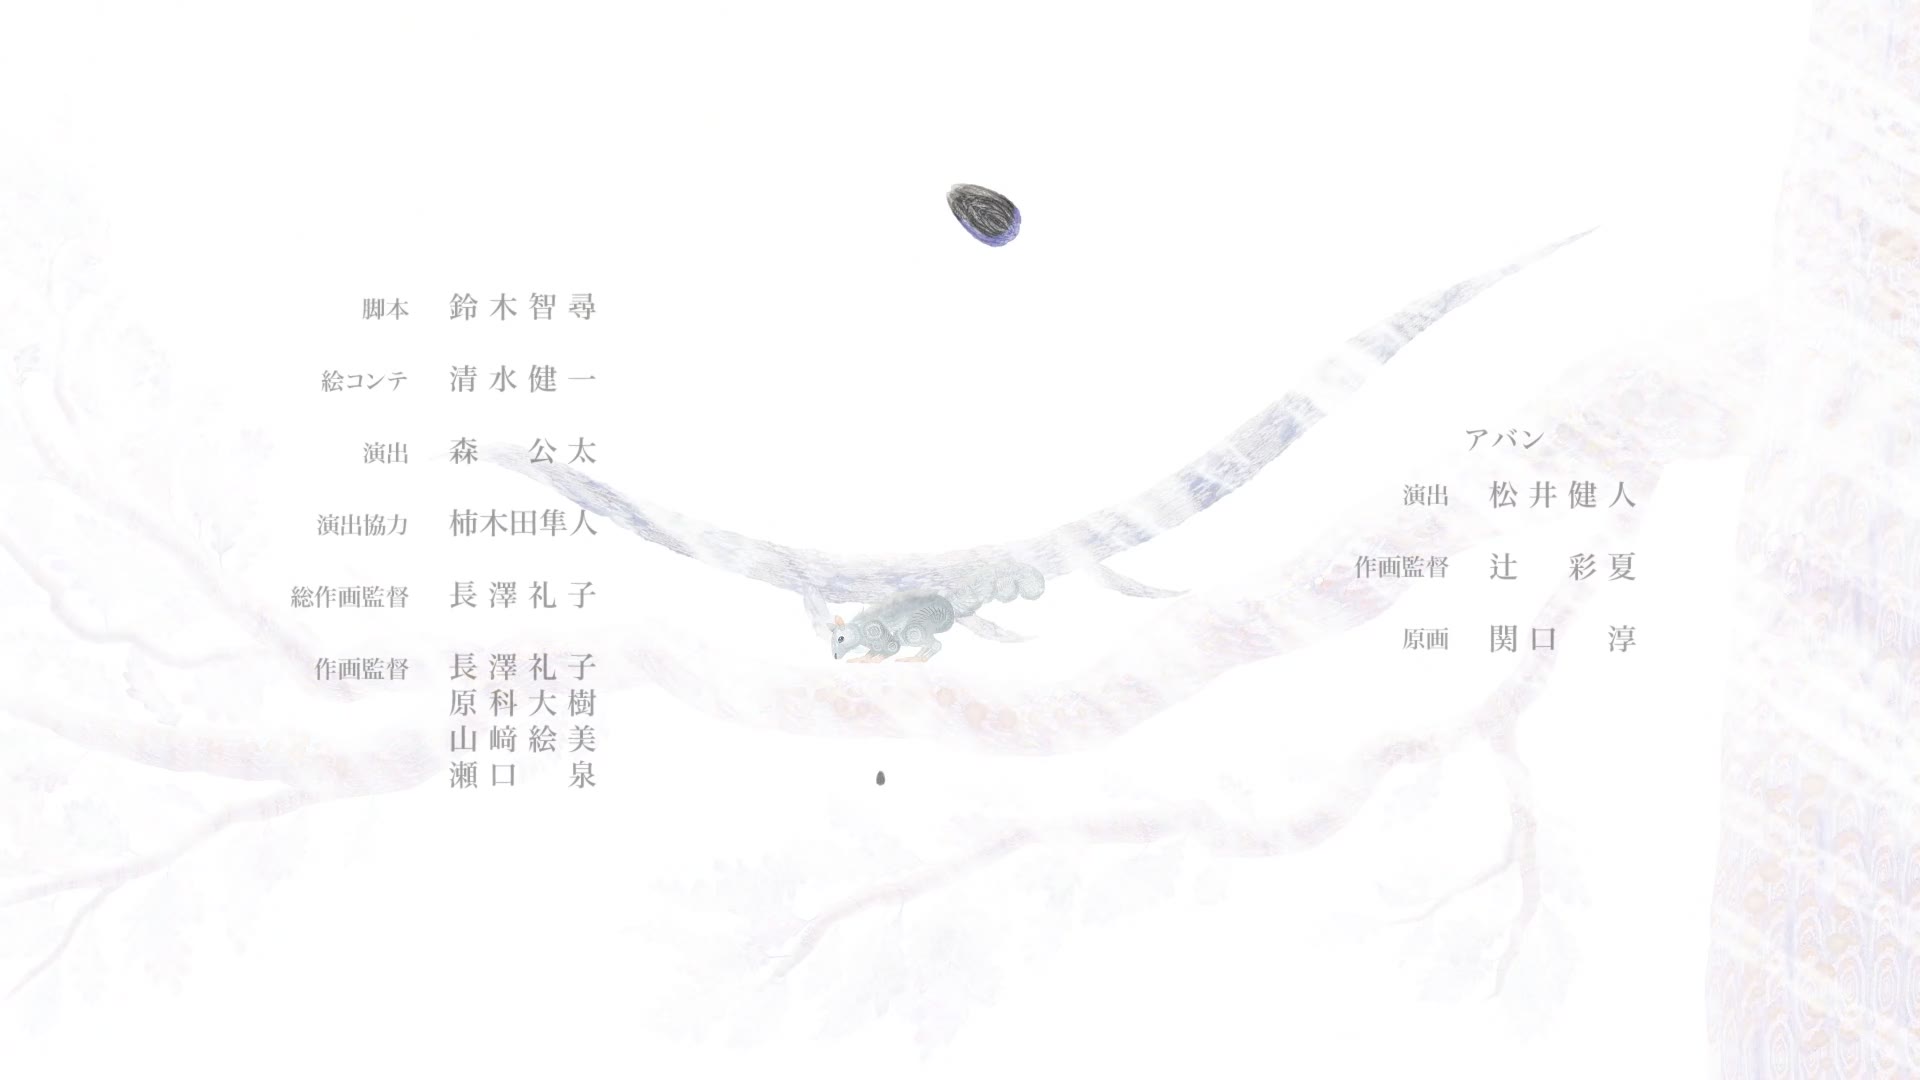 脚本 鈴木智尋
絵コンテ 清水健一
演出 森 公太
演出協力 柿木田隼人
総作画監督 長澤礼子
作画監督 長澤礼子
原科大樹
山﨑絵美
瀬口 泉
アバン
演出 松井健人
作画監督 辻 彩夏
原画 関口 淳